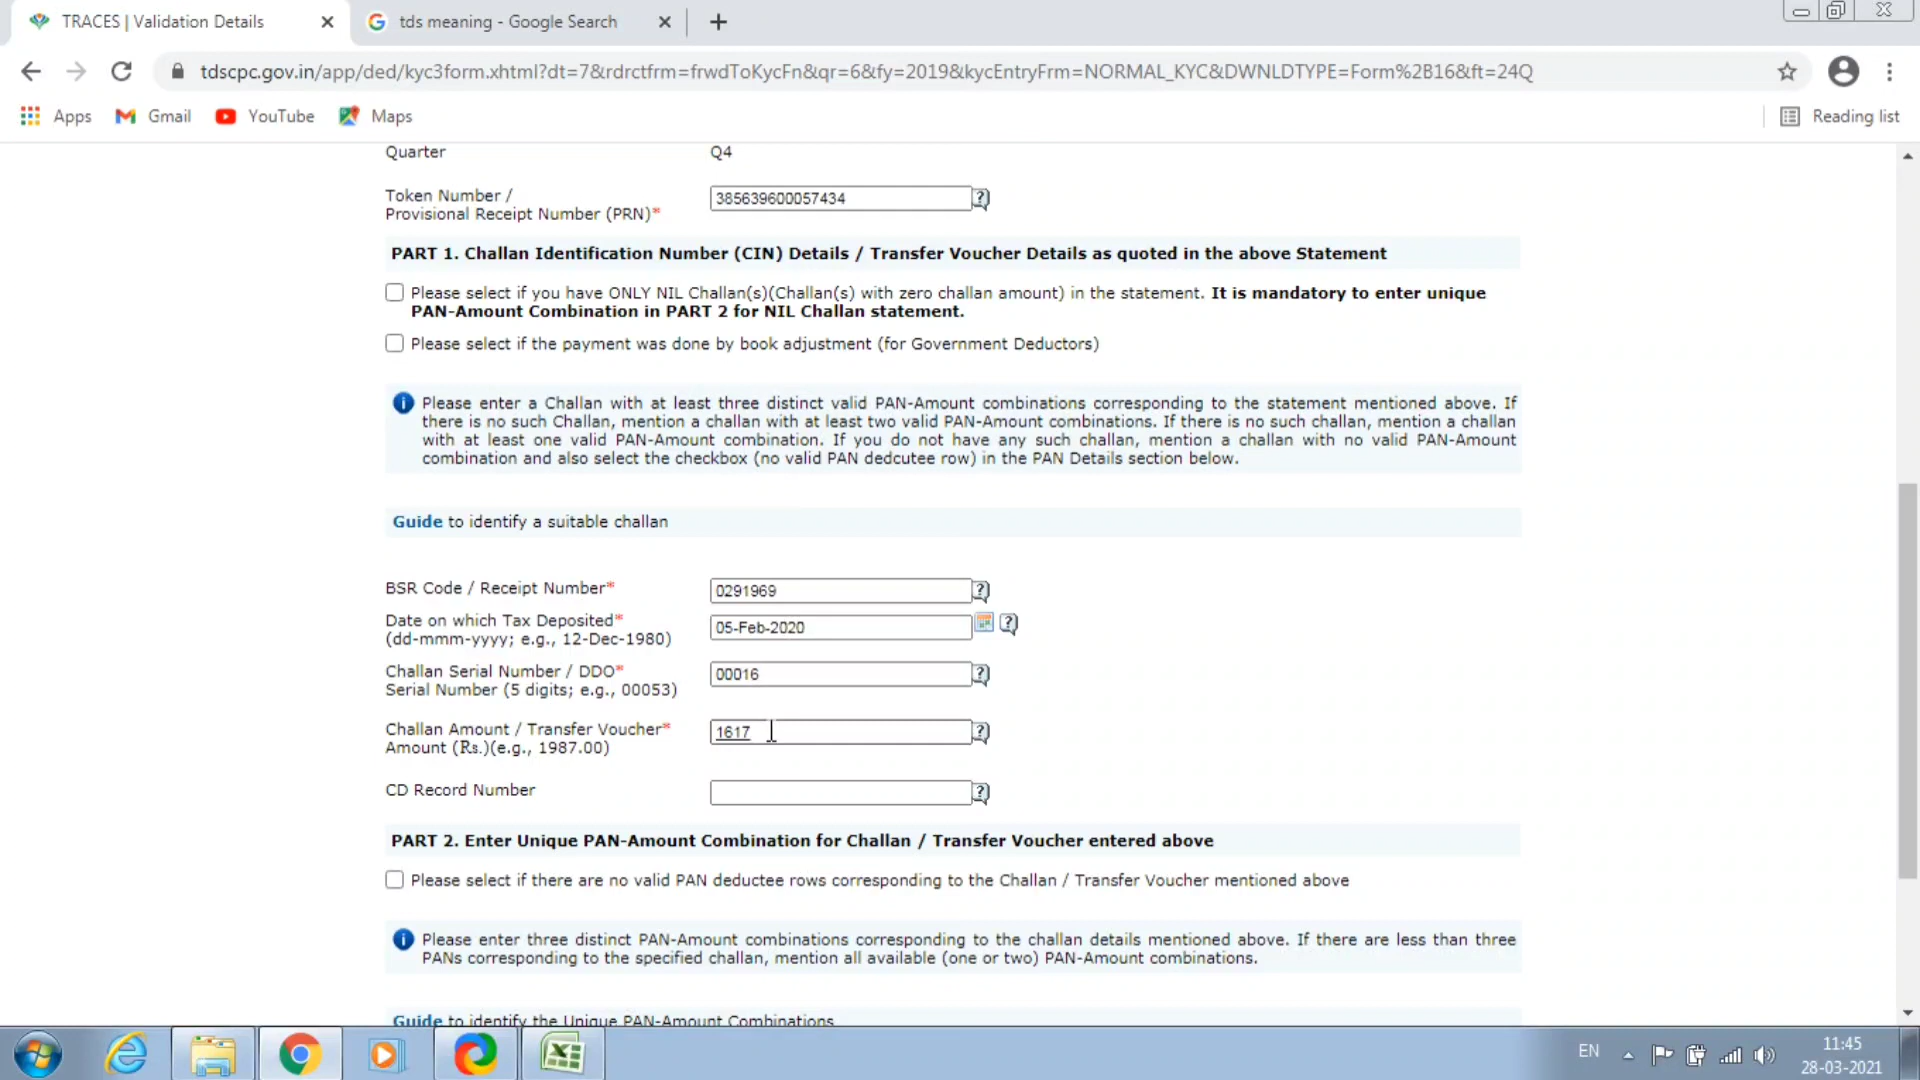 TRACES | Validation Details
tds meaning - Google Search
tdscpc.gov.in/app/ded/kyc3form.xhtml?dt=7&rdrctfrm=frwdToKycFn&qr=6&fy=2019&kycEntryFrm=NORMAL_KYC&DWNLDTYPE=Form%2B16&ft=24Q
Apps Gmail YouTube Maps Reading list
Quarter Q4
Token Number /
Provisional Receipt Number (PRN)* 385639600057434
PART 1. Challan Identification Number (CIN) Details / Transfer Voucher Details as quoted in the above Statement
Please select if you have ONLY NIL Challan(s)(Challan(s) with zero challan amount) in the statement. It is mandatory to enter unique
PAN-Amount Combination in PART 2 for NIL Challan statement.
Please select if the payment was done by book adjustment (for Government Deductors)
Please enter a Challan with at least three distinct valid PAN-Amount combinations corresponding to the statement mentioned above. If
there is no such Challan, mention a challan with at least two valid PAN-Amount combinations. If there is no such challan, mention a challan
with at least one valid PAN-Amount combination. If you do not have any such challan, mention a challan with no valid PAN-Amount
combination and also select the checkbox (no valid PAN dedcutee row) in the PAN Details section below.
Guide to identify a suitable challan
BSR Code / Receipt Number* 0291969
Date on which Tax Deposited*
(dd-mmm-yyyy; e.g., 12-Dec-1980) 05-Feb-2020
Challan Serial Number / DDO*
Serial Number (5 digits; e.g., 00053) 00016
Challan Amount / Transfer Voucher*
Amount (Rs.)(e.g., 1987.00) 1617
CD Record Number
PART 2. Enter Unique PAN-Amount Combination for Challan / Transfer Voucher entered above
Please select if there are no valid PAN deductee rows corresponding to the Challan / Transfer Voucher mentioned above
Please enter three distinct PAN-Amount combinations corresponding to the challan details mentioned above. If there are less than three
PANs corresponding to the specified challan, mention all available (one or two) PAN-Amount combinations.
Guide to identify the Unique PAN-Amount Combinations
EN
11:45
28-03-2021